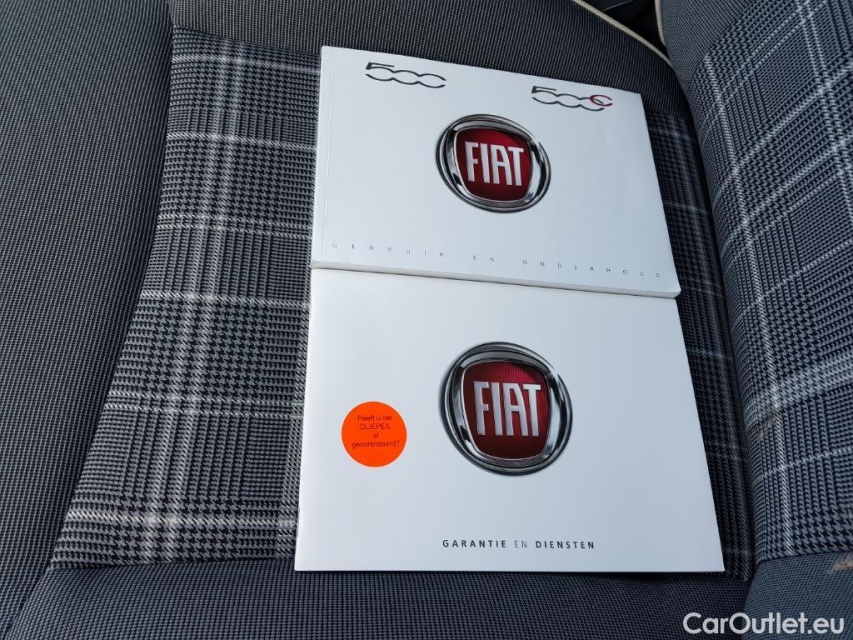 500 500C
FIAT
GEBRUIK EN ONDERHOUD
FIAT
Heeft u het
OLIEPEIL
al
gecontroleerd?
GARANTIE EN DIENSTEN
CarOutlet.eu